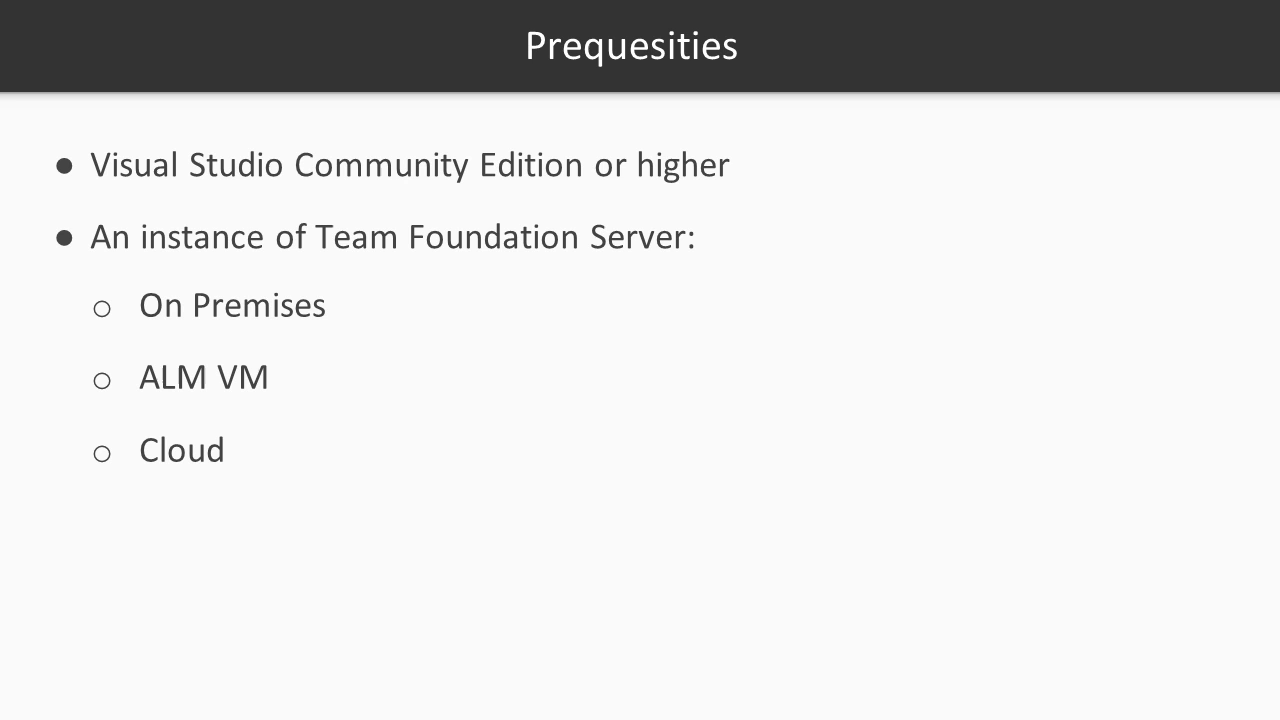 Prequesities
● Visual Studio Community Edition or higher
● An instance of Team Foundation Server:
○ On Premises
○ ALM VM
○ Cloud